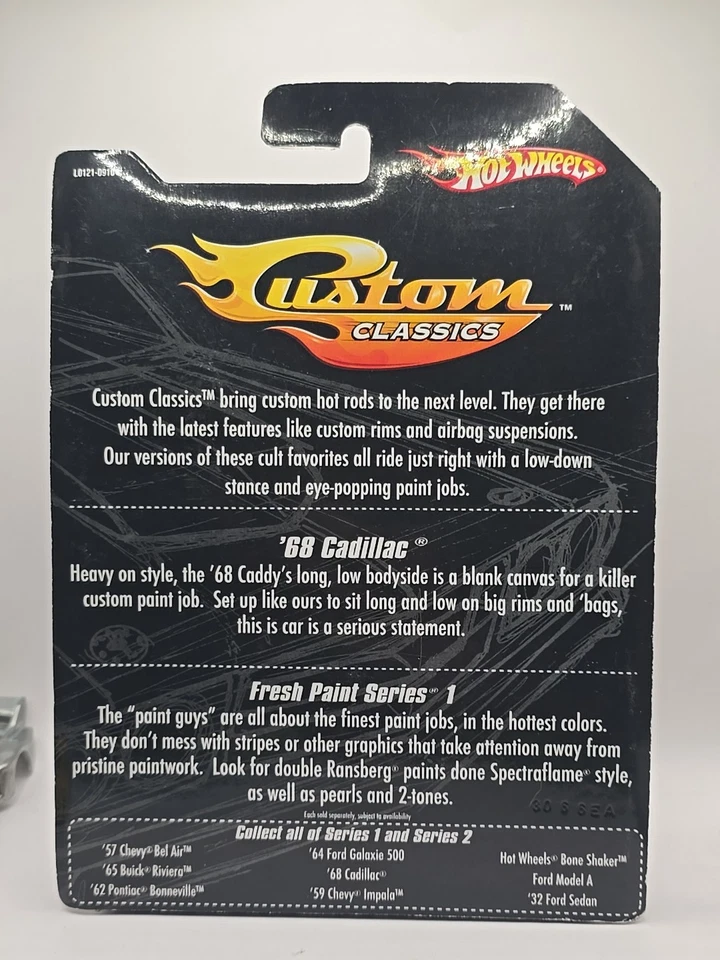 L0121-0910
HOT WHEELS®
Custom™
CLASSICS
Custom Classics™ bring custom hot rods to the next level. They get there
with the latest features like custom rims and airbag suspensions.
Our versions of these cult favorites all ride just right with a low-down
stance and eye-popping paint jobs.
'68 Cadillac ®
Heavy on style, the '68 Caddy's long, low bodyside is a blank canvas for a killer
custom paint job. Set up like ours to sit long and low on big rims and 'bags,
this is car is a serious statement.
Fresh Paint Series® 1
The "paint guys" are all about the finest paint jobs, in the hottest colors.
They don't mess with stripes or other graphics that take attention away from
pristine paintwork. Look for double Ransberg® paints done Spectraflame® style,
as well as pearls and 2-tones.
Each sold separately, subject to availability
Collect all of Series 1 and Series 2
'57 Chevy® Bel Air™ '64 Ford Galaxie 500 Hot Wheels® Bone Shaker™
'65 Buick® Riviera™ '68 Cadillac® Ford Model A
'62 Pontiac® Bonneville™ '59 Chevy® Impala™ '32 Ford Sedan